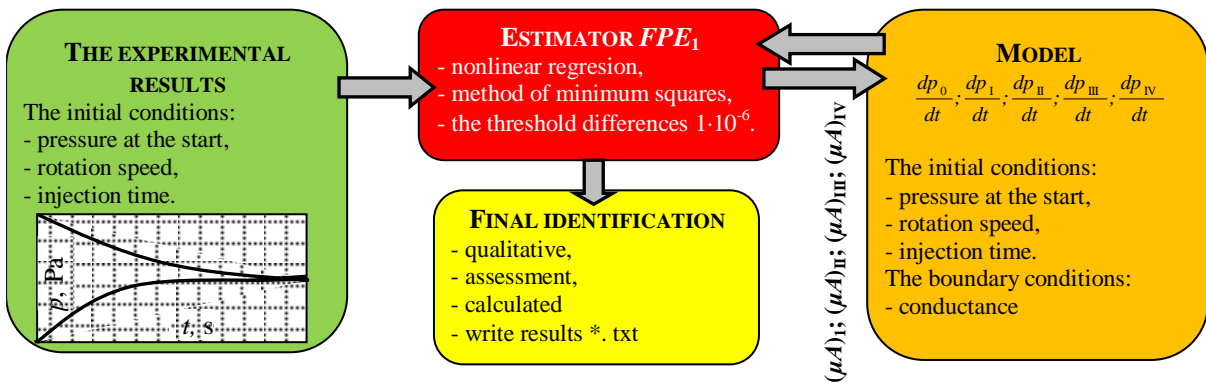 THE EXPERIMENTAL
RESULTS
The initial conditions:
- pressure at the start,
- rotation speed,
- injection time.
p, Pa
t, s
ESTIMATOR FPE₁
- nonlinear regresion,
- method of minimum squares,
- the threshold differences 1·10⁻⁶.
FINAL IDENTIFICATION
- qualitative,
- assessment,
- calculated
- write results *. txt
(μA)I; (μA)II; (μA)III; (μA)IV
MODEL
dp₀/dt; dpI/dt; dpII/dt; dpIII/dt; dpIV/dt
The initial conditions:
- pressure at the start,
- rotation speed,
- injection time.
The boundary conditions:
- conductance